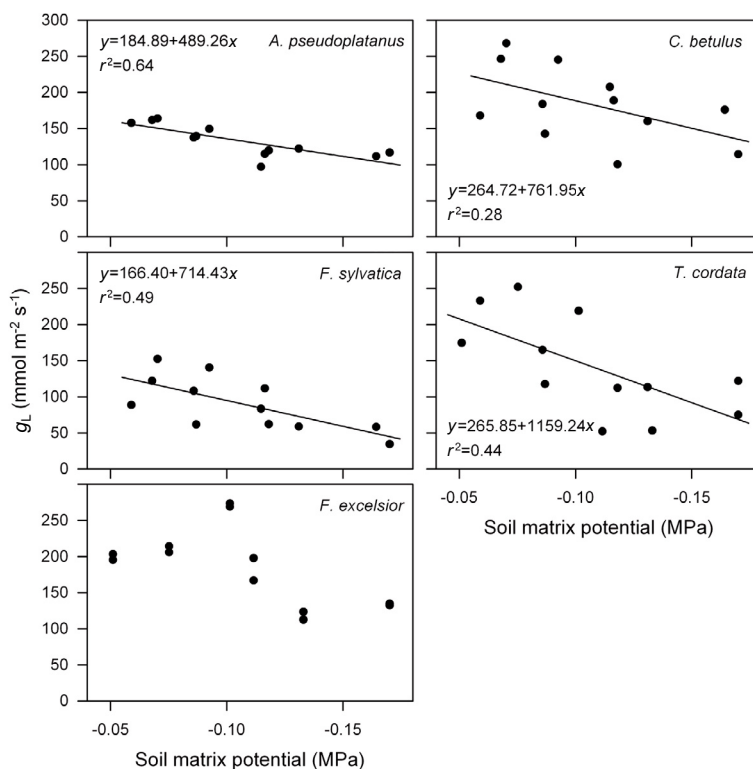 300
250
200
150
100
50
0
y=184.89+489.26x
r²=0.64
A. pseudoplatanus
C. betulus
y=264.72+761.95x
r²=0.28
250
200
150
100
50
0
y=166.40+714.43x
r²=0.49
F. sylvatica
T. cordata
y=265.85+1159.24x
r²=0.44
-0.05
-0.10
-0.15
Soil matrix potential (MPa)
gL (mmol m⁻² s⁻¹)
250
200
150
100
50
0
F. excelsior
-0.05
-0.10
-0.15
Soil matrix potential (MPa)